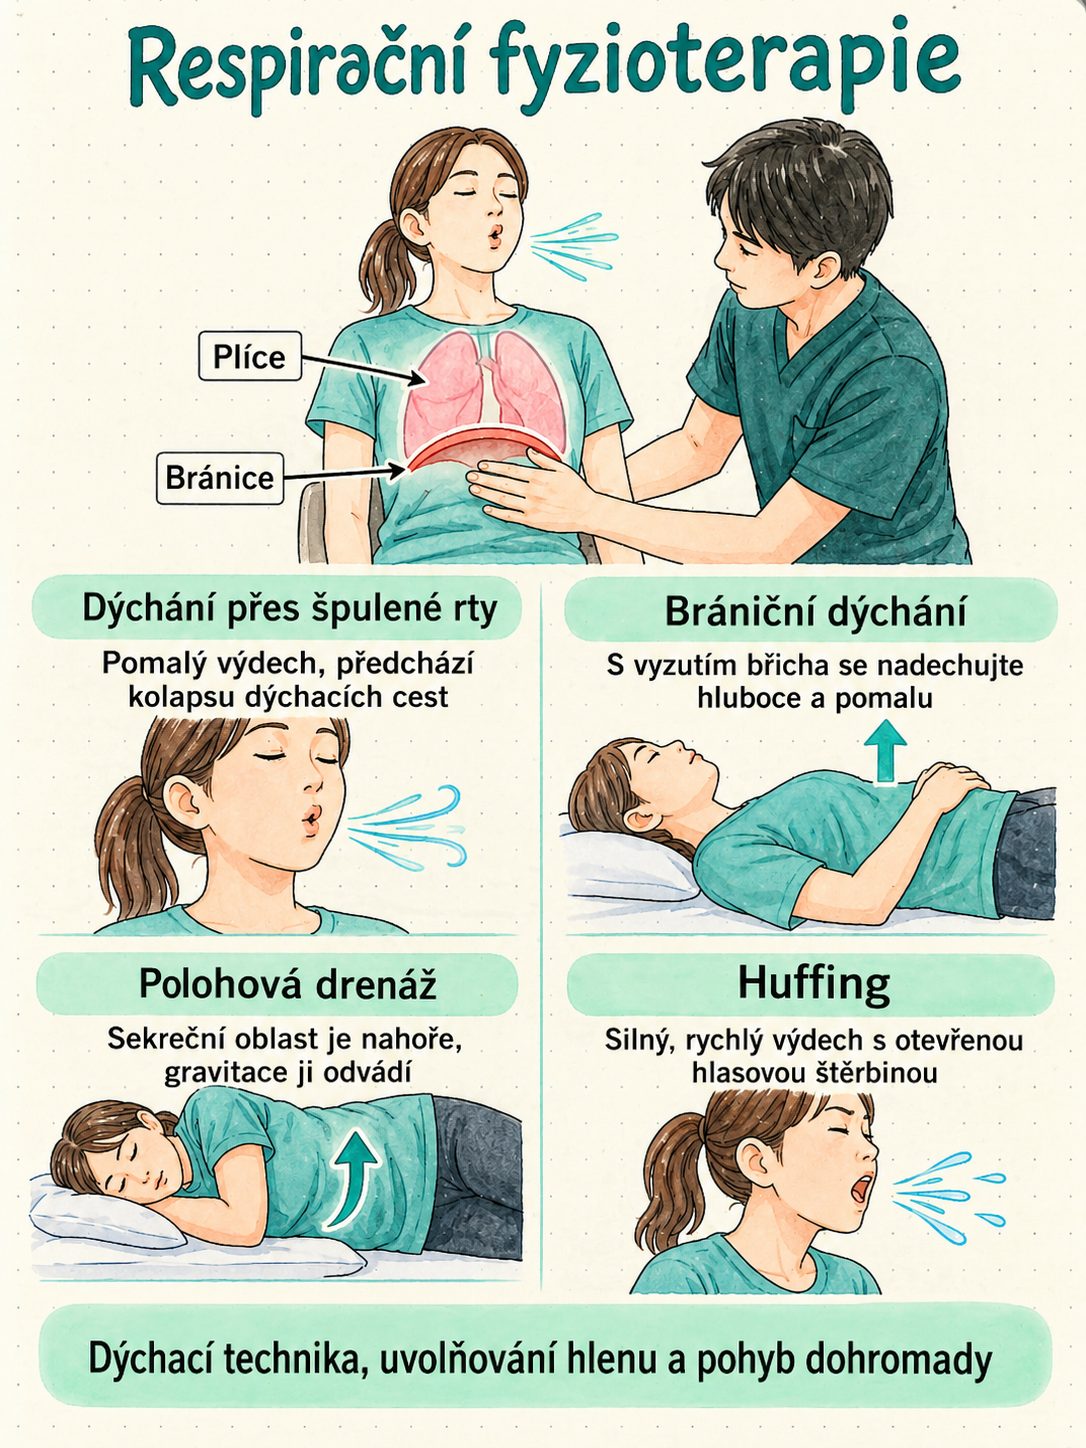 Respirační fyzioterapie
Plíce
Bránice
Dýchání přes špulené rty
Pomalý výdech, předchází
kolapsu dýchacích cest
Brániční dýchání
S vyzutím břicha se nadechujte
hluboce a pomalu
Polohová drenáž
Sekreční oblast je nahoře,
gravitace ji odvádí
Huffing
Silný, rychlý výdech s otevřenou
hlasovou štěrbinou
Dýchací technika, uvolňování hlenu a pohyb dohromady